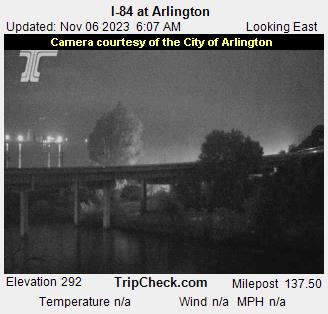 I-84 at Arlington
Updated: Nov 06 2023 6:07 AM Looking East
Camera courtesy of the City of Arlington
Elevation 292 TripCheck.com Milepost 137.50
Temperature n/a Wind n/a MPH n/a